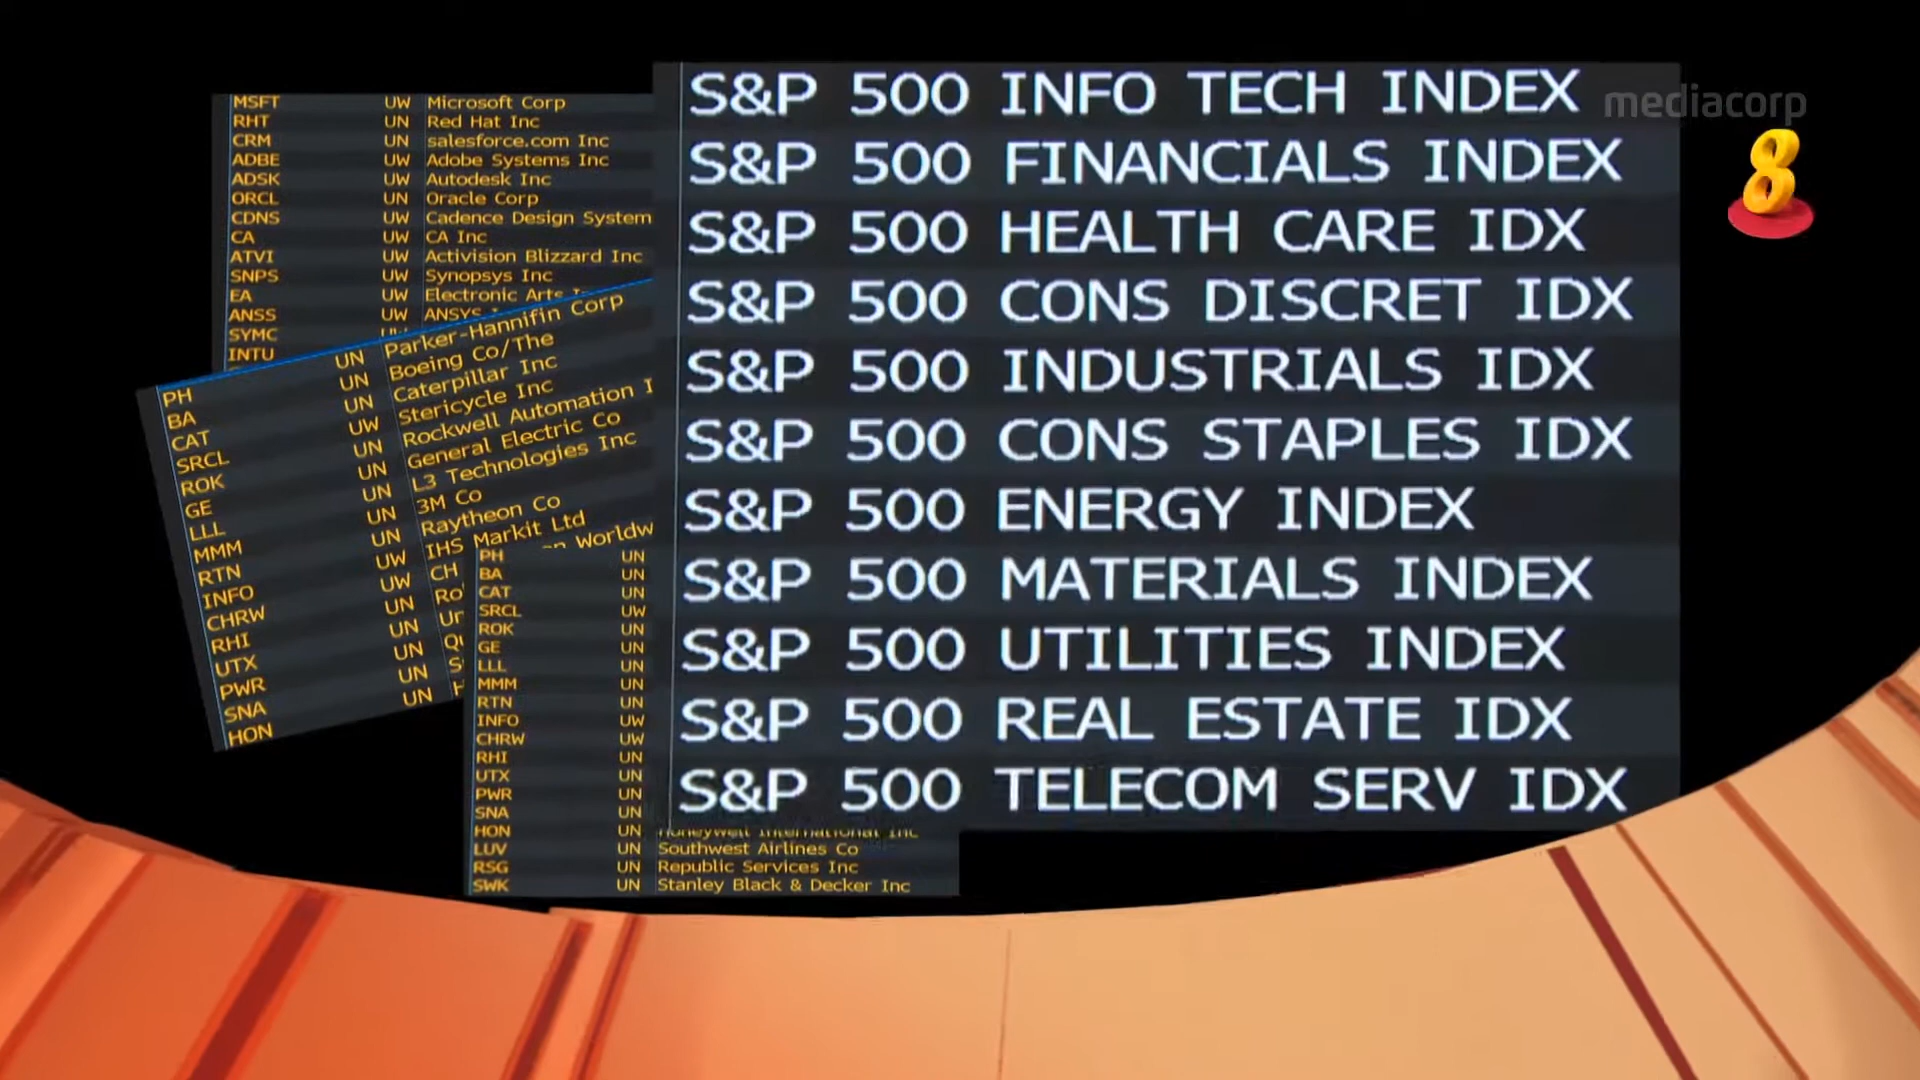 MSFT UW Microsoft Corp
RHT UN Red Hat Inc
CRM UN salesforce.com Inc
ADBE UW Adobe Systems Inc
ADSK UW Autodesk Inc
ORCL UN Oracle Corp
CDNS UW Cadence Design System
CA UW CA Inc
ATVI UW Activision Blizzard Inc
SNPS UW Synopsys Inc
EA UW Electronic Arts
ANSS UW ANSYS
SYMC
INTU
PH UN Parker-Hannifin Corp
BA UN Boeing Co/The
CAT UN Caterpillar Inc
SRCL UW Stericycle Inc
ROK UN Rockwell Automation I
GE UN General Electric Co
LLL UN L3 Technologies Inc
MMM UN 3M Co
RTN UN Raytheon Co
INFO UW IHS Markit Ltd
CHRW UW CH Worldw
RHI UN Ro
UTX UN
PWR UN
SNA UN
HON UN
PH UN
BA UN
CAT UN
SRCL UW
ROK UN
GE UN
LLL UN
MMM UN
RTN UN
INFO UW
CHRW UW
RHI UN
UTX UN
PWR UN
SNA UN
HON UN Honeywell International Inc
LUV UN Southwest Airlines Co
RSG UN Republic Services Inc
SWK UN Stanley Black & Decker Inc
S&P 500 INFO TECH INDEX
S&P 500 FINANCIALS INDEX
S&P 500 HEALTH CARE IDX
S&P 500 CONS DISCRET IDX
S&P 500 INDUSTRIALS IDX
S&P 500 CONS STAPLES IDX
S&P 500 ENERGY INDEX
S&P 500 MATERIALS INDEX
S&P 500 UTILITIES INDEX
S&P 500 REAL ESTATE IDX
S&P 500 TELECOM SERV IDX
mediacorp
8